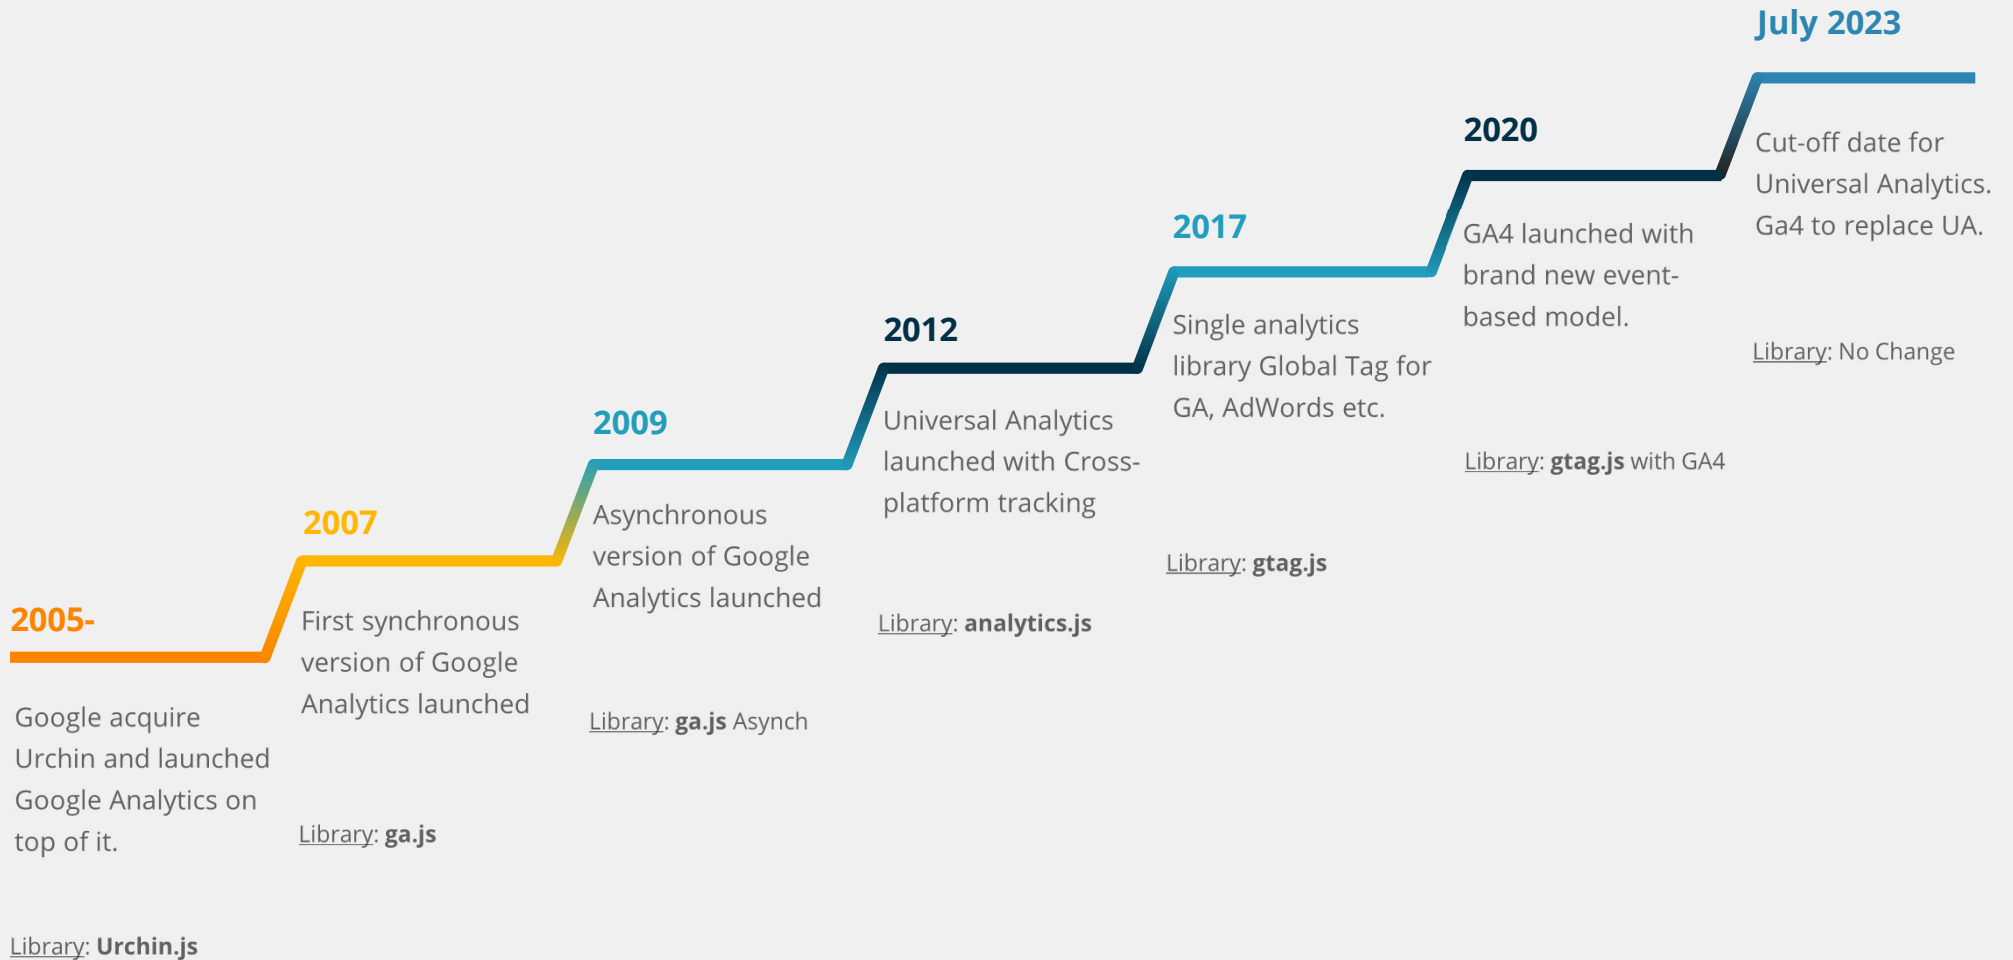 2005-
Google acquire
Urchin and launched
Google Analytics on
top of it.
Library: Urchin.js
2007
First synchronous
version of Google
Analytics launched
Library: ga.js
2009
Asynchronous
version of Google
Analytics launched
Library: ga.js Asynch
2012
Universal Analytics
launched with Cross-
platform tracking
Library: analytics.js
2017
Single analytics
library Global Tag for
GA, AdWords etc.
Library: gtag.js
2020
GA4 launched with
brand new event-
based model.
Library: gtag.js with GA4
July 2023
Cut-off date for
Universal Analytics.
Ga4 to replace UA.
Library: No Change